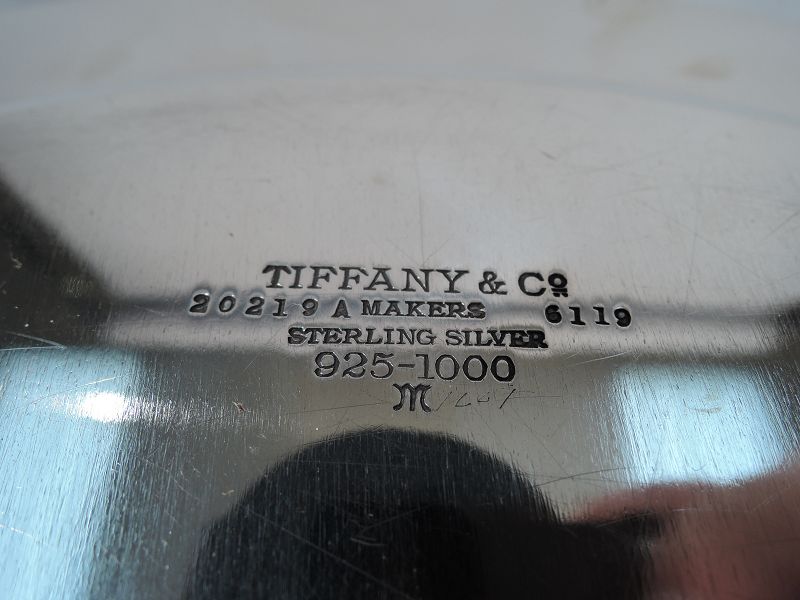 TIFFANY & Co
20219 A MAKERS 6119
STERLING SILVER
925-1000
M